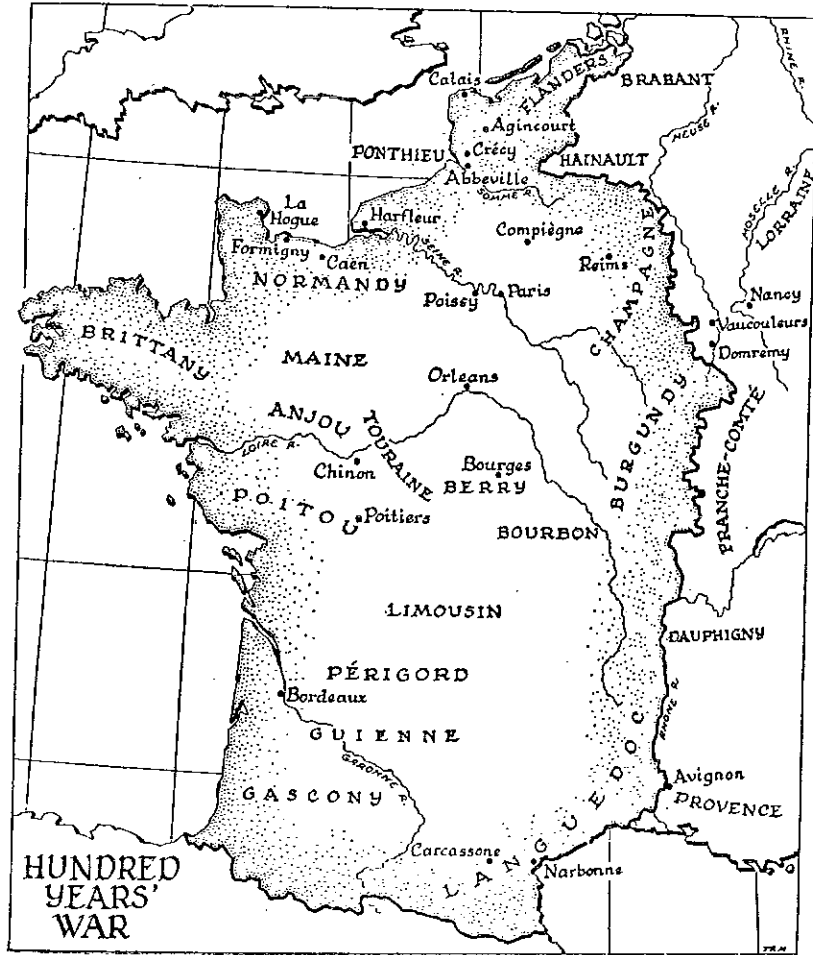 Calais
FLANDERS
BRABANT
RHINE R.
Agincourt
MEUSE R.
PONTHIEU
Crécy
HAINAULT
Abbeville
SOMME R.
MOSELLE R.
LORRAINE
La
Hogue
Harfleur
Compiègne
Formigny
Caen
SEINE R.
Reims
CHAMPAGNE
NORMANDY
Poissy
Paris
Nancy
Vaucouleurs
BRITTANY
MAINE
Domremy
Orleans
ANJOU
TOURAINE
BURGUNDY
LOIRE R.
Chinon
Bourges
BERRY
FRANCHE-COMTÉ
POITOU
Poitiers
BOURBON
LIMOUSIN
DAUPHIGNY
PÉRIGORD
Bordeaux
RHONE R.
GUIENNE
GARONNE R.
GASCONY
Avignon
PROVENCE
LANGUEDOC
Carcassone
Narbonne
HUNDRED
YEARS'
WAR
TRM